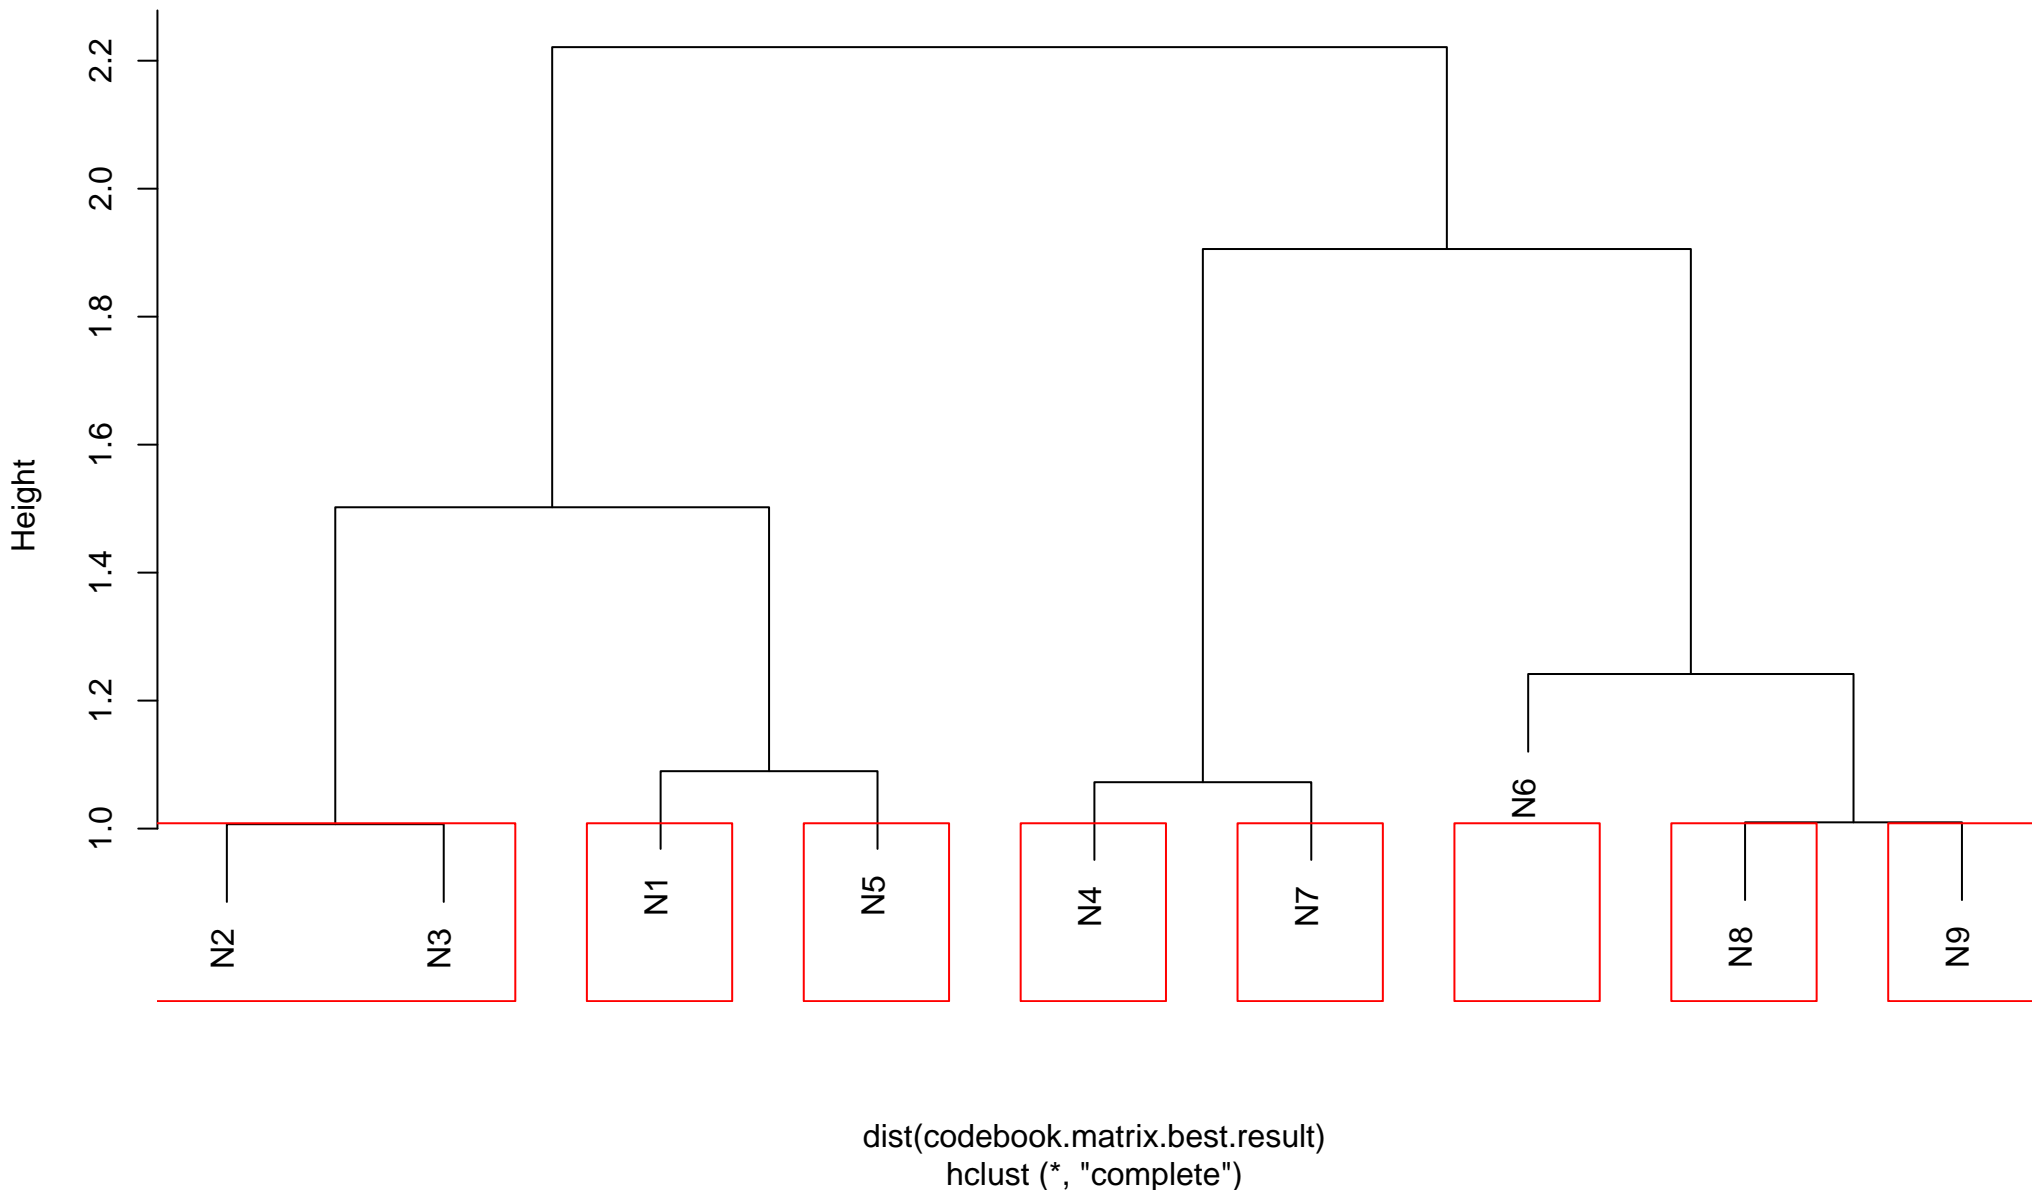 Height
2.2
2.0
1.8
1.6
1.4
1.2
1.0
N2
N3
N1
N5
N4
N7
N6
N8
N9
dist(codebook.matrix.best.result)
hclust (*, "complete")